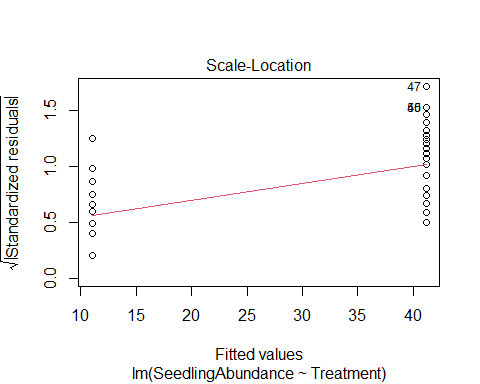 Scale-Location
√|Standardized residuals|
0.0 0.5 1.0 1.5
47
10 15 20 25 30 35 40
Fitted values
lm(SeedlingAbundance ~ Treatment)